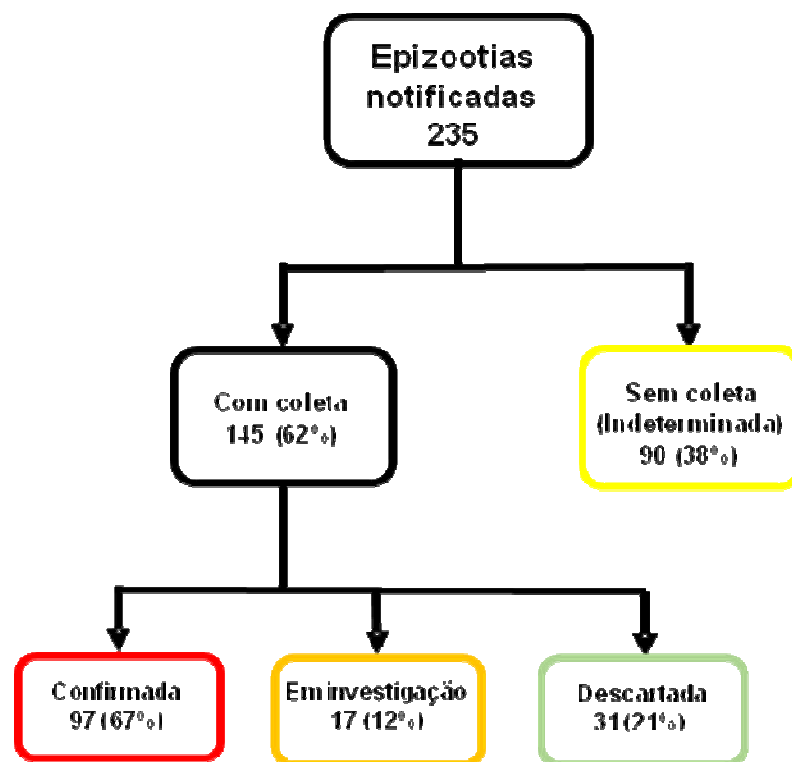 Epizootias
notificadas
235
Com coleta
145 (62%)
Sem coleta
(Indeterminada)
90 (38%)
Confirmada
97 (67%)
Em investigação
17 (12%)
Descartada
31 (21%)